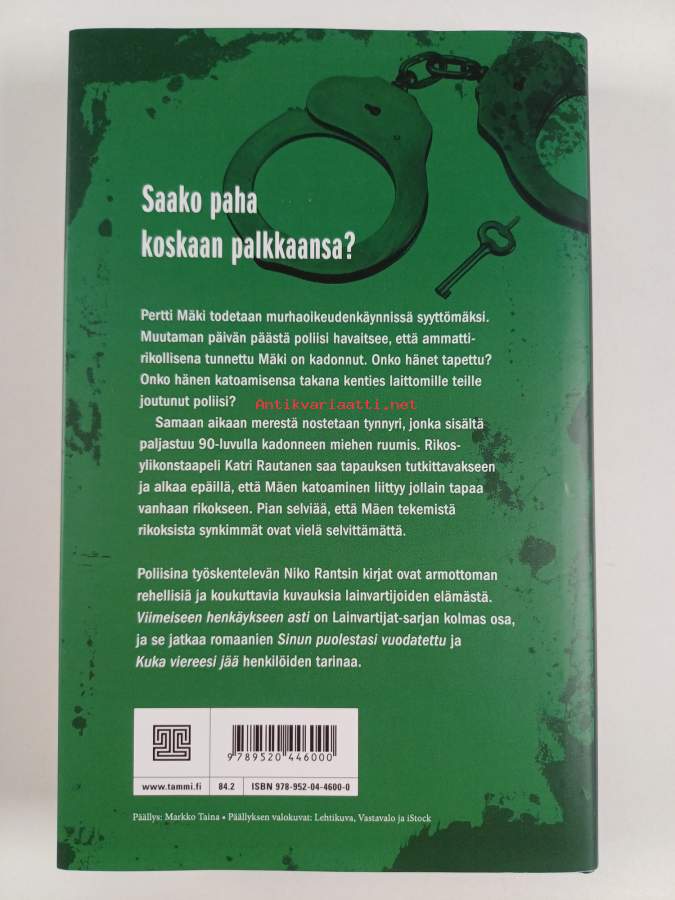 Saako paha
koskaan palkkaansa?
Pertti Mäki todetaan murhaoikeudenkäynnissä syyttömäksi.
Muutaman päivän päästä poliisi havaitsee, että ammatti-
rikollisena tunnettu Mäki on kadonnut. Onko hänet tapettu?
Onko hänen katoamisensa takana kenties laittomille teille
joutunut poliisi?
Antikvariaatti.net
Samaan aikaan merestä nostetaan tynnyri, jonka sisältä
paljastuu 90-luvulla kadonneen miehen ruumis. Rikos-
ylikonstaapeli Katri Rautanen saa tapauksen tutkittavakseen
ja alkaa epäillä, että Mäen katoaminen liittyy jollain tapaa
vanhaan rikokseen. Pian selviää, että Mäen tekemistä
rikoksista synkimmät ovat vielä selvittämättä.
Poliisina työskentelevän Niko Rantsin kirjat ovat armottoman
rehellisiä ja koukuttavia kuvauksia lainvartijoiden elämästä.
Viimeiseen henkäykseen asti on Lainvartijat-sarjan kolmas osa,
ja se jatkaa romaanien Sinun puolestasi vuodatettu ja
Kuka viereesi jää henkilöiden tarinaa.
9 789520 446000
www.tammi.fi 84.2 ISBN 978-952-04-4600-0
Päällys: Markko Taina • Päällyksen valokuvat: Lehtikuva, Vastavalo ja iStock